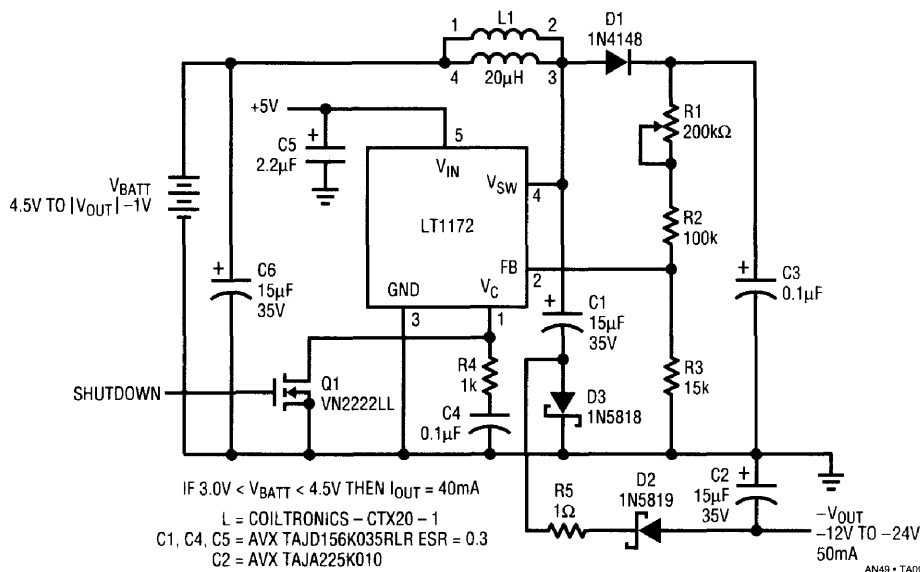 L1
1
2
4
3
20µH
D1
1N4148
+5V
C5
2.2µF
5
VIN
VSW
4
LT1172
FB
2
VC
1
GND
3
R1
200kΩ
R2
100k
R3
15k
C3
0.1µF
VBATT
4.5V TO |VOUT| –1V
C6
15µF
35V
C1
15µF
35V
R4
1k
C4
0.1µF
D3
1N5818
SHUTDOWN
Q1
VN2222LL
IF 3.0V < VBATT < 4.5V THEN IOUT = 40mA
L = COILTRONICS – CTX20 – 1
C1, C4, C5 = AVX TAJD156K035RLR ESR = 0.3
C2 = AVX TAJA225K010
R5
1Ω
D2
1N5819
C2
15µF
35V
–VOUT
–12V TO –24V
50mA